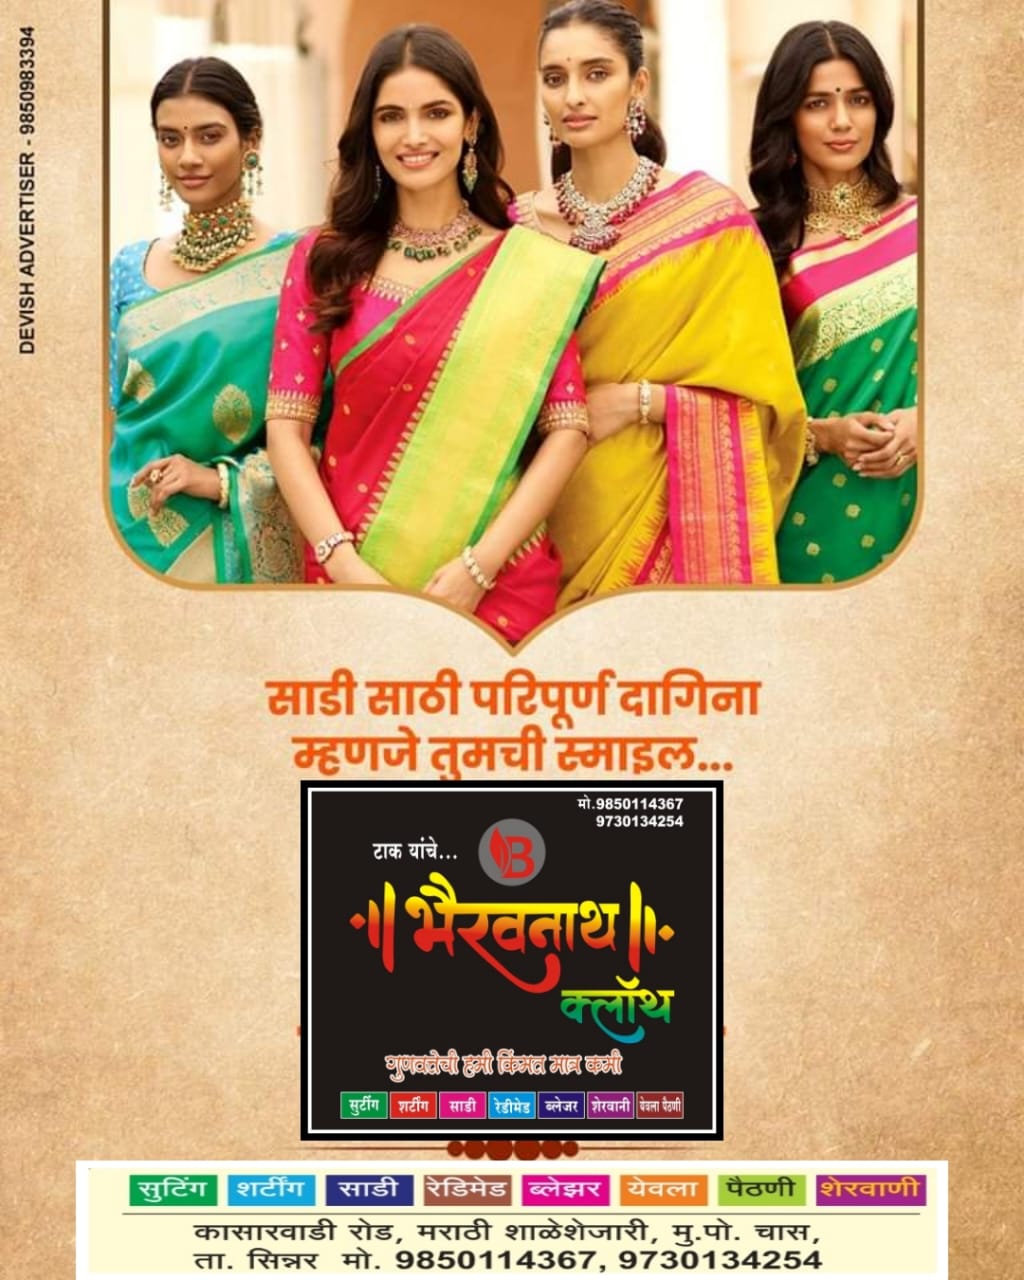 DEVISH ADVERTISER - 9850983394
साडी साठी परिपूर्ण दागिना
म्हणजे तुमची स्माइल...
मो.9850114367
9730134254
टाक यांचे...
B
भैरवनाथ
क्लॉथ
गुणवत्तेची हमी किंमत मात्र कमी
सुटींग शर्टींग साडी रेडीमेड ब्लेजर शेरवानी येवला पैठणी
सुटिंग शर्टींग साडी रेडिमेड ब्लेझर येवला पैठणी शेरवाणी
कासारवाडी रोड, मराठी शाळेशेजारी, मु.पो. चास,
ता. सिन्नर मो. 9850114367, 9730134254